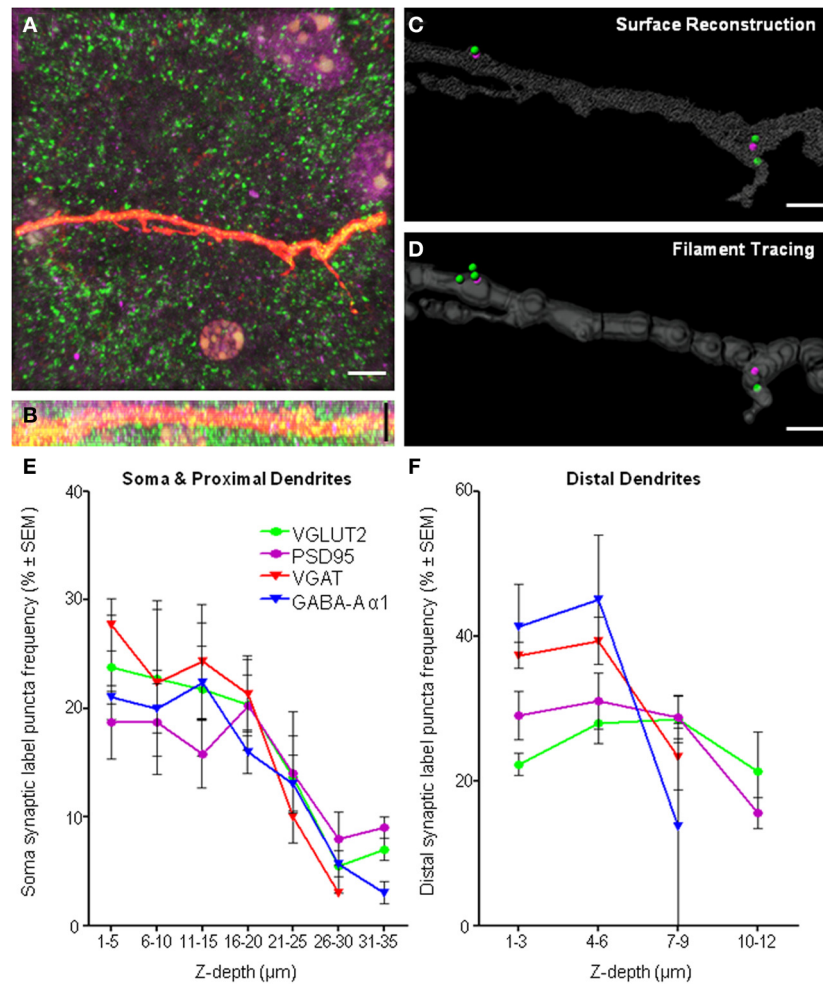 A
C
Surface Reconstruction
D
Filament Tracing
B
E
Soma & Proximal Dendrites
Soma synaptic label puncta frequency (% ± SEM)
40
30
20
10
0
VGLUT2
PSD95
VGAT
GABA-Aα1
1-5
6-10
11-15
16-20
21-25
26-30
31-35
Z-depth (µm)
F
Distal Dendrites
Distal synaptic label puncta frequency (% ± SEM)
60
40
20
0
1-3
4-6
7-9
10-12
Z-depth (µm)